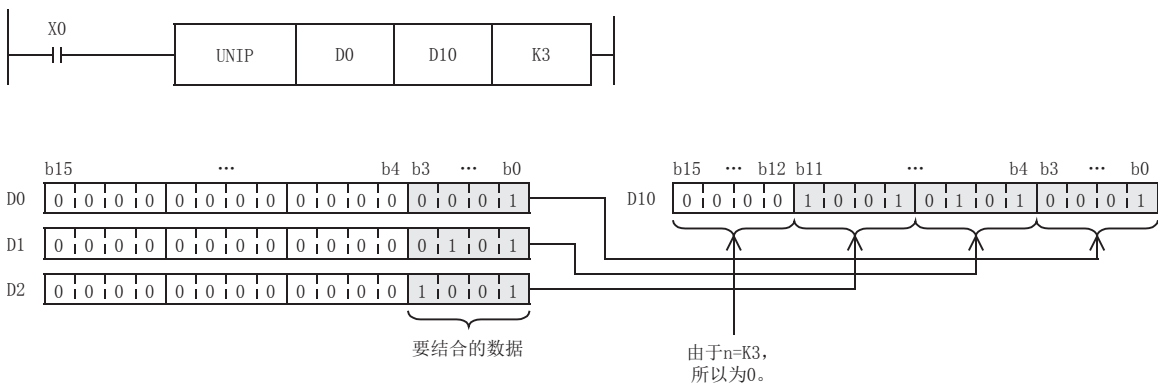 X0
UNIP D0 D10 K3
b15 … b4 b3 … b0
D0 0 0 0 0 0 0 0 0 0 0 0 0 0 0 0 1
D1 0 0 0 0 0 0 0 0 0 0 0 0 0 1 0 1
D2 0 0 0 0 0 0 0 0 0 0 0 0 1 0 0 1
要结合的数据
b15 … b12 b11 … b4 b3 … b0
D10 0 0 0 0 1 0 0 1 0 1 0 1 0 0 0 1
由于n=K3，
所以为0。